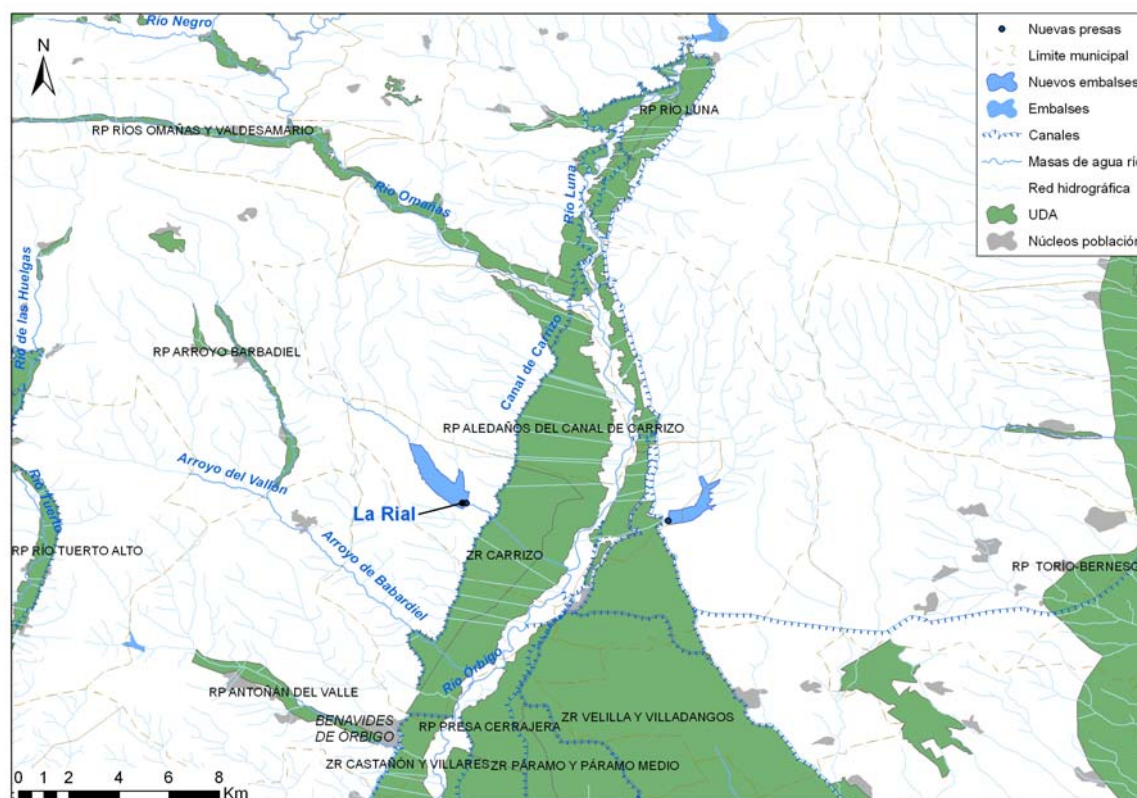 Río Negro
N
RP RÍOS OMAÑAS Y VALDESAMARIO
RP RÍO LUNA
Río Omañas
Río Luna
Río de las Huelgas
RP ARROYO BARBADIEL
Canal de Carrizo
RP ALEDAÑOS DEL CANAL DE CARRIZO
Arroyo del Vallón
La Rial
Río Tuerto
RP RÍO TUERTO ALTO
Arroyo de Babardiel
ZR CARRIZO
RP TORÍO-BERNESG
Río Órbigo
RP ANTOÑÁN DEL VALLE
BENAVIDES
DE ÓRBIGO
RP PRESA CERRAJERA
ZR VELILLA Y VILLADANGOS
ZR CASTAÑÓN Y VILLARES
ZR PÁRAMO Y PÁRAMO MEDIO
0 1 2 4 6 8
Km
Nuevas presas
Límite municipal
Nuevos embalses
Embalses
Canales
Masas de agua rí
Red hidrográfica
UDA
Núcleos población